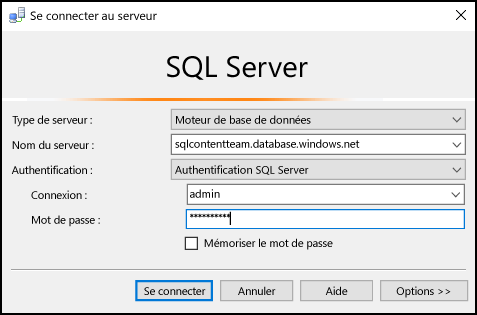 Se connecter au serveur
SQL Server
Type de serveur : Moteur de base de données
Nom du serveur : sqlcontentteam.database.windows.net
Authentification : Authentification SQL Server
Connexion : admin
Mot de passe : **********
Mémoriser le mot de passe
Se connecter Annuler Aide Options >>